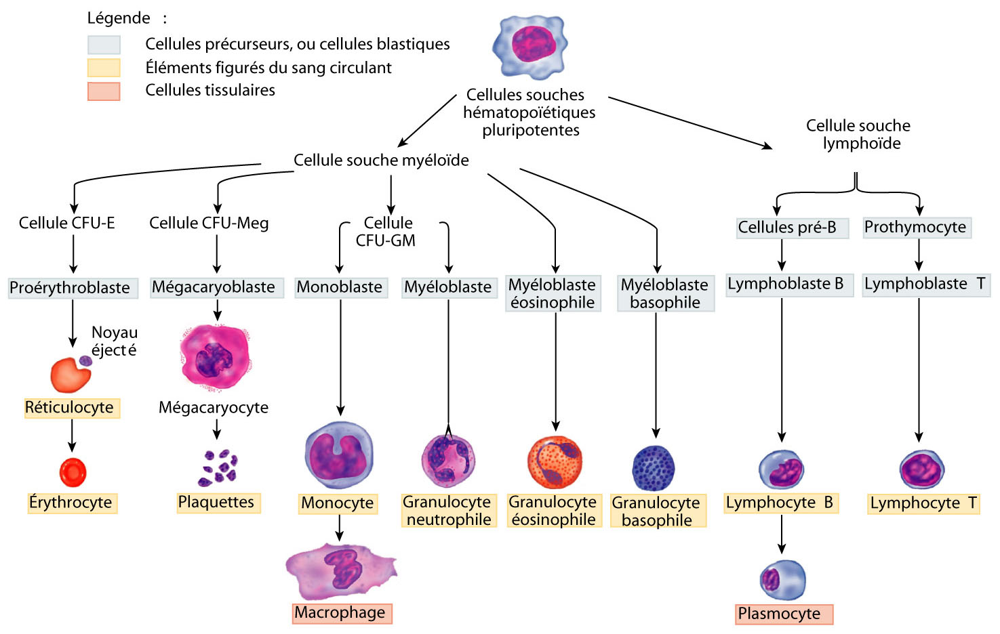 Légende :
Cellules précurseurs, ou cellules blastiques
Éléments figurés du sang circulant
Cellules tissulaires
Cellules souches
hématopoïétiques
pluripotentes
Cellule souche
lymphoïde
Cellule souche myéloïde
Cellule CFU-E
Cellule CFU-Meg
Cellule
CFU-GM
Cellules pré-B
Prothymocyte
Proérythroblaste
Mégacaryoblaste
Monoblaste
Myéloblaste
Myéloblaste
éosinophile
Myéloblaste
basophile
Lymphoblaste B
Lymphoblaste T
Noyau
éjecté
Réticulocyte
Mégacaryocyte
Érythrocyte
Plaquettes
Monocyte
Granulocyte
neutrophile
Granulocyte
éosinophile
Granulocyte
basophile
Lymphocyte B
Lymphocyte T
Macrophage
Plasmocyte